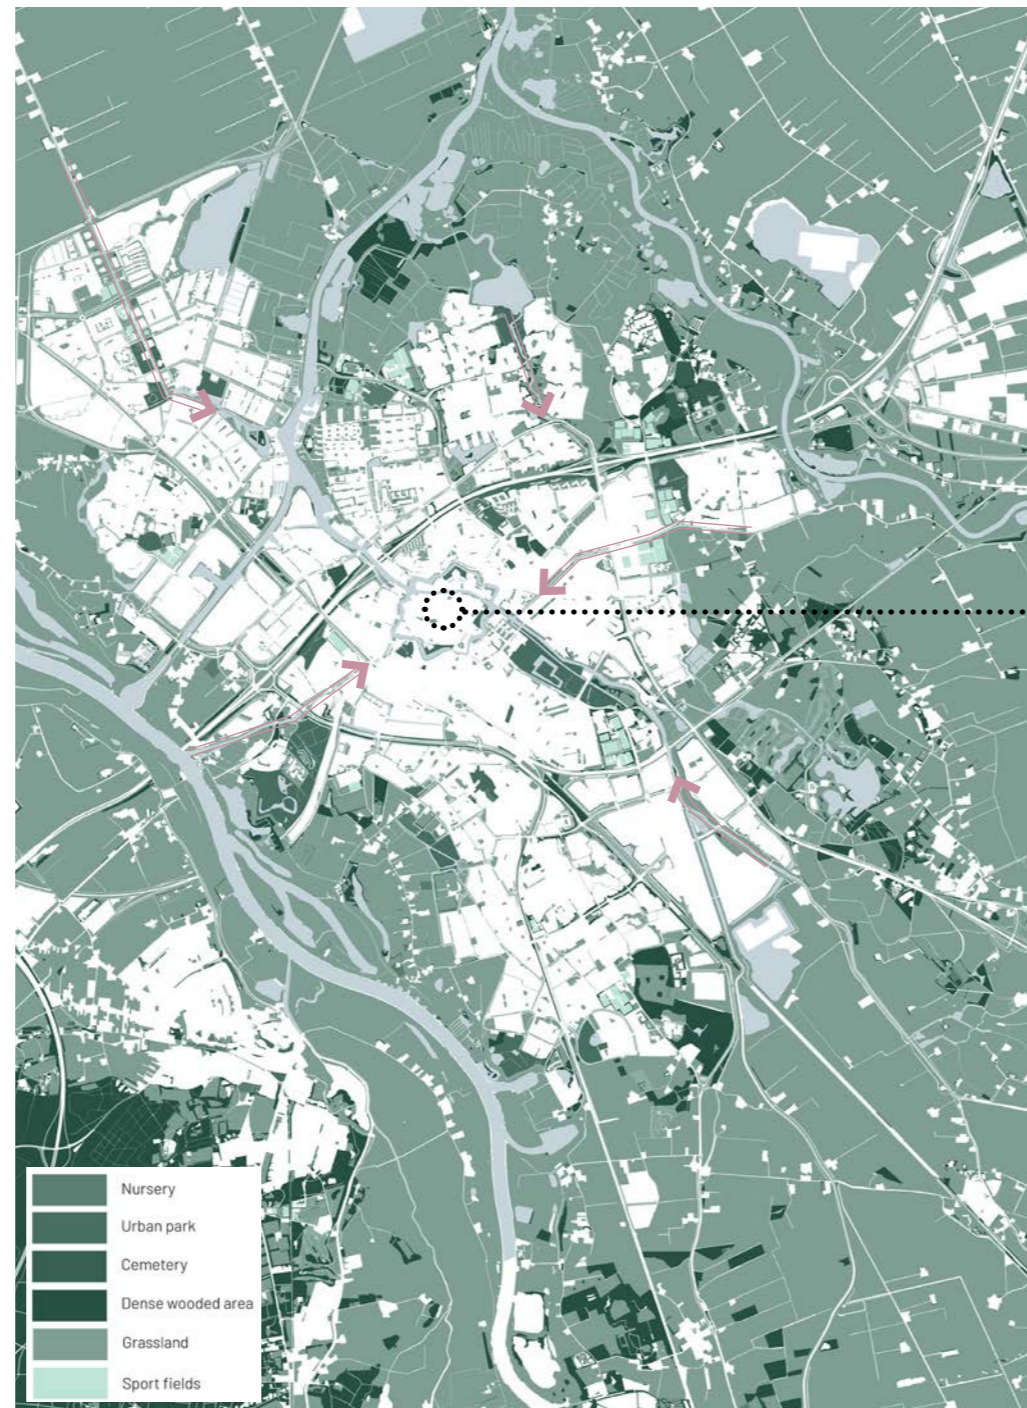 Nursery
Urban park
Cemetery
Dense wooded area
Grassland
Sport fields